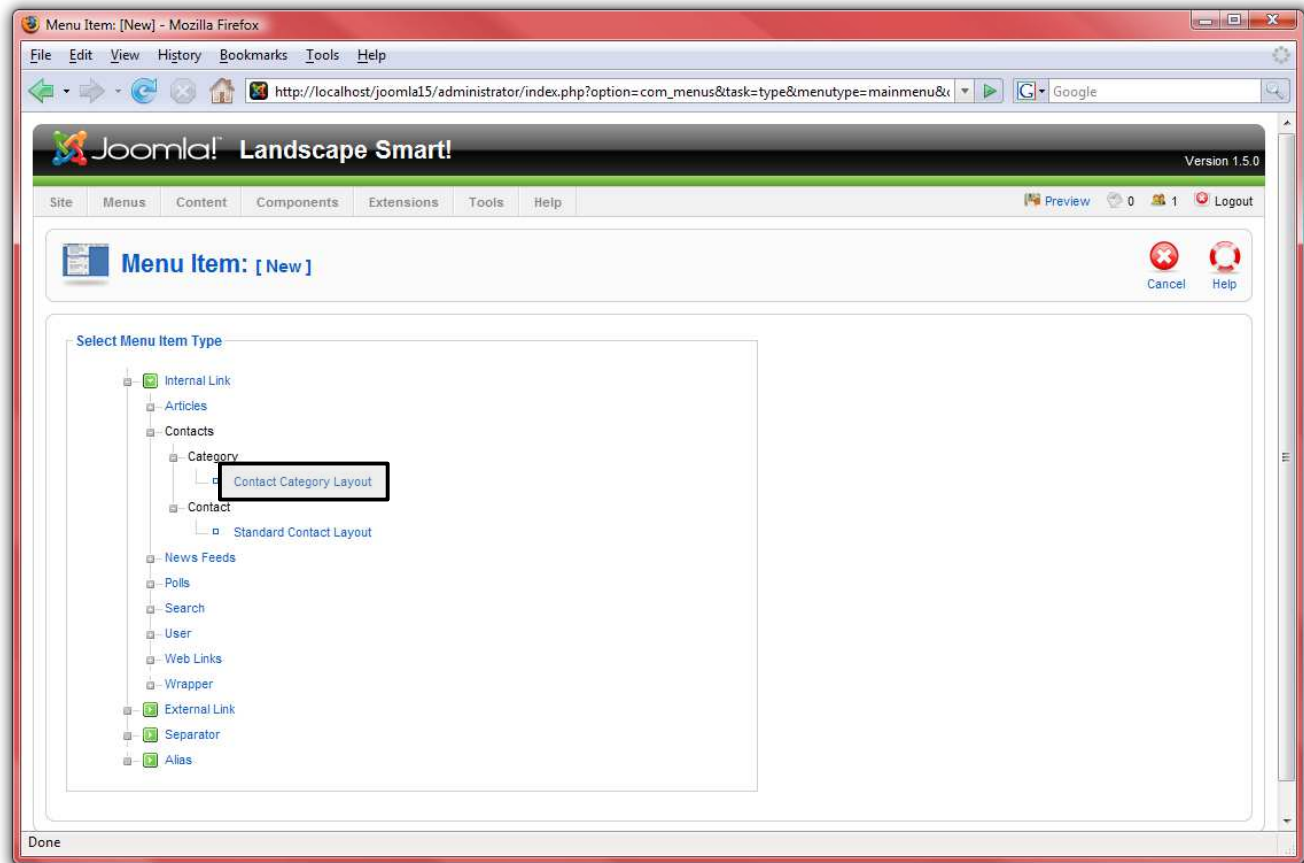 Menu Item: [New] - Mozilla Firefox
File Edit View History Bookmarks Tools Help
http://localhost/joomla15/administrator/index.php?option=com_menus&task=type&menutype=mainmenu& G Google
Joomla! Landscape Smart!
Version 1.5.0
Site Menus Content Components Extensions Tools Help Preview 0 1 Logout
Menu Item: [ New ]
Cancel Help
Select Menu Item Type
Internal Link
Articles
Contacts
Category
Contact Category Layout
Contact
Standard Contact Layout
News Feeds
Polls
Search
User
Web Links
Wrapper
External Link
Separator
Alias
Done